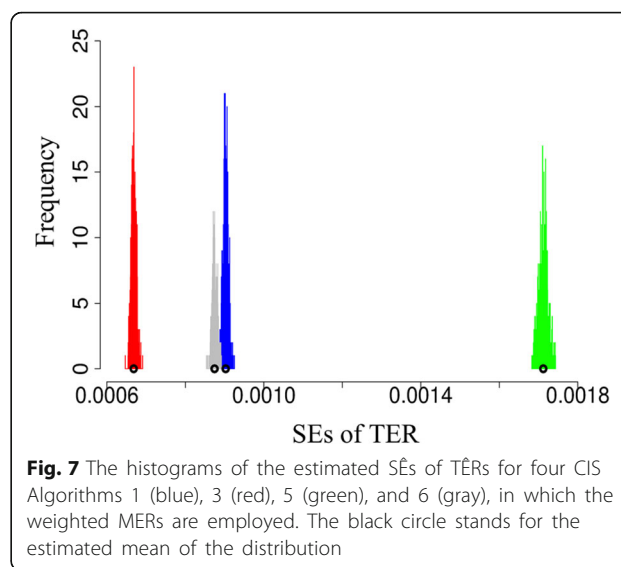 25
20
15
10
5
0
Frequency
0.0006
0.0010
0.0014
0.0018
SEs of TER
Fig. 7 The histograms of the estimated SÊs of TÊRs for four CIS
Algorithms 1 (blue), 3 (red), 5 (green), and 6 (gray), in which the
weighted MERs are employed. The black circle stands for the
estimated mean of the distribution